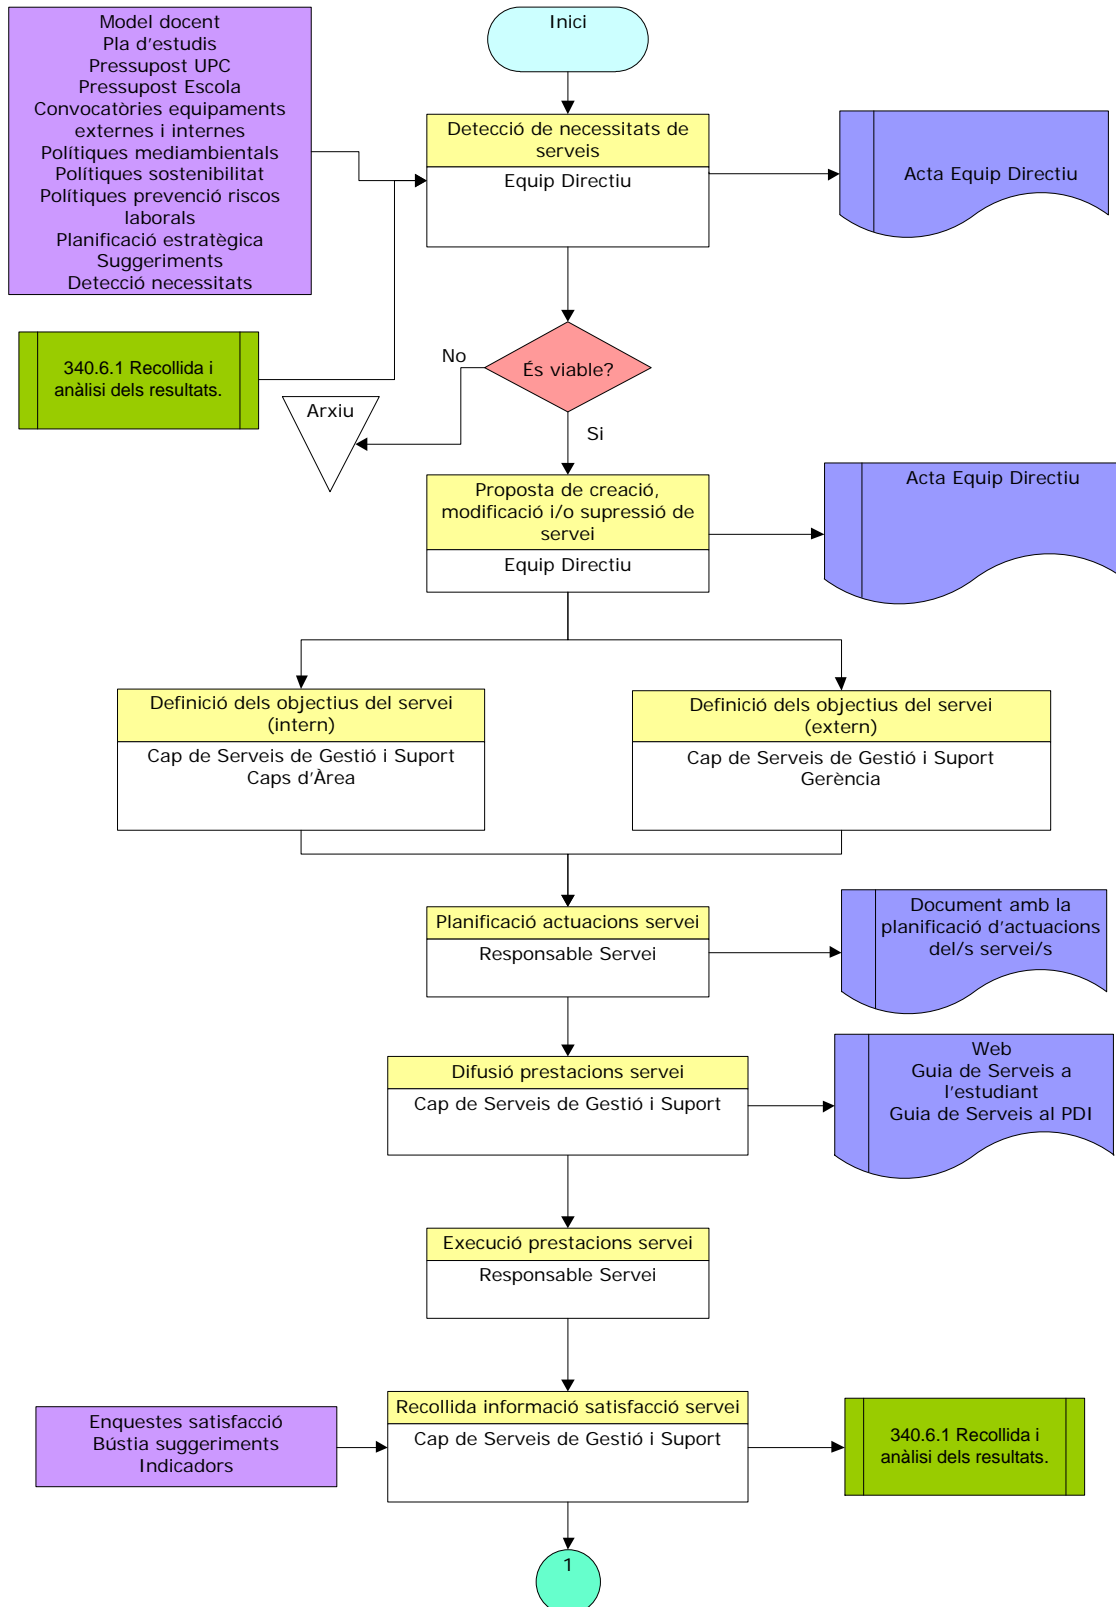 Model docent
Pla d'estudis
Pressupost UPC
Pressupost Escola
Convocatòries equipaments
externes i internes
Polítiques mediambientals
Polítiques sostenibilitat
Polítiques prevenció riscos
laborals
Planificació estratègica
Suggeriments
Detecció necessitats
Inici
Detecció de necessitats de
serveis
Equip Directiu
Acta Equip Directiu
340.6.1 Recollida i
anàlisi dels resultats.
No
És viable?
Arxiu
Si
Proposta de creació,
modificació i/o supressió de
servei
Equip Directiu
Acta Equip Directiu
Definició dels objectius del servei
(intern)
Cap de Serveis de Gestió i Suport
Caps d'Àrea
Definició dels objectius del servei
(extern)
Cap de Serveis de Gestió i Suport
Gerència
Planificació actuacions servei
Responsable Servei
Document amb la
planificació d'actuacions
del/s servei/s
Difusió prestacions servei
Cap de Serveis de Gestió i Suport
Web
Guia de Serveis a
l'estudiant
Guia de Serveis al PDI
Execució prestacions servei
Responsable Servei
Enquestes satisfacció
Bústia suggeriments
Indicadors
Recollida informació satisfacció servei
Cap de Serveis de Gestió i Suport
340.6.1 Recollida i
anàlisi dels resultats.
1